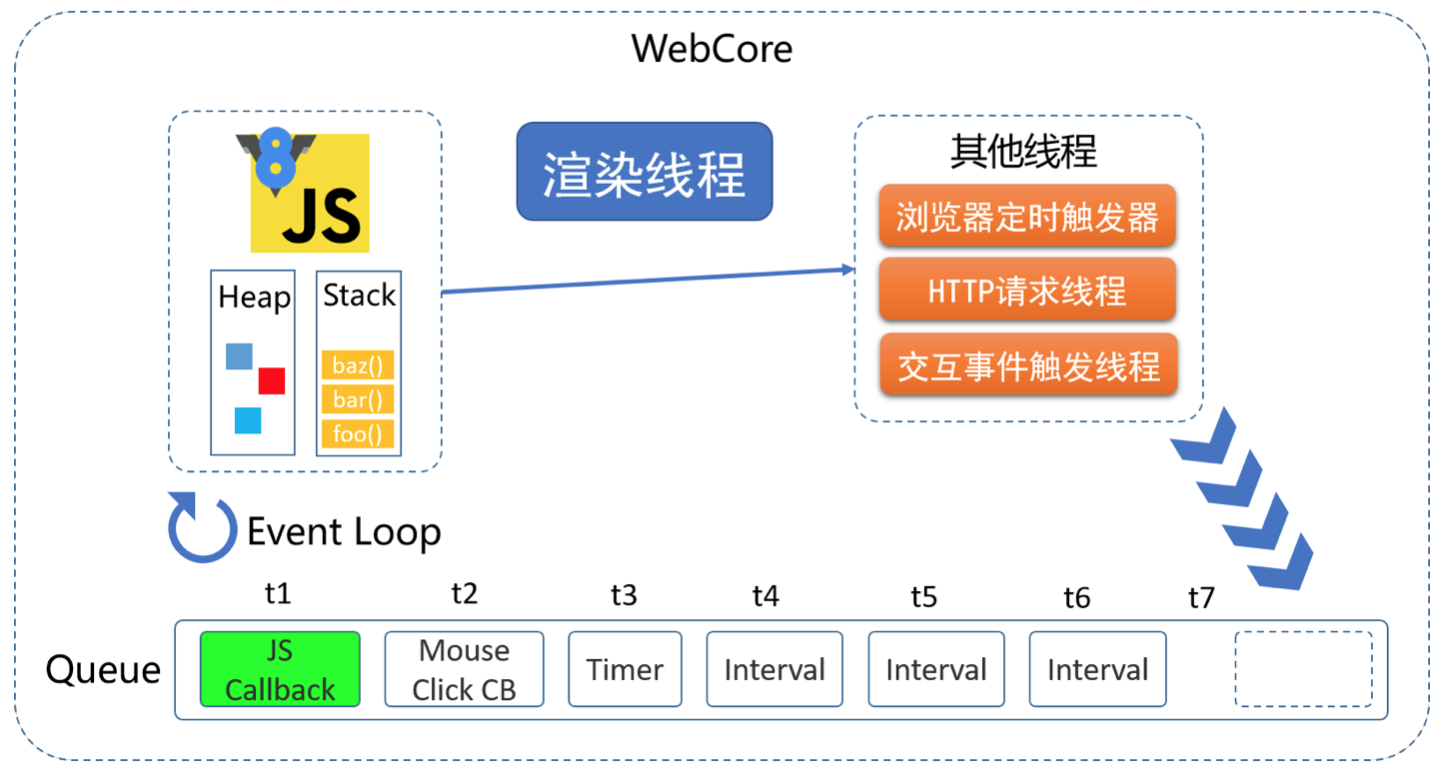 WebCore
8
JS
渲染线程
其他线程
浏览器定时触发器
HTTP请求线程
交互事件触发线程
Heap
Stack
baz()
bar()
foo()
Event Loop
t1
t2
t3
t4
t5
t6
t7
Queue
JS
Callback
Mouse
Click CB
Timer
Interval
Interval
Interval